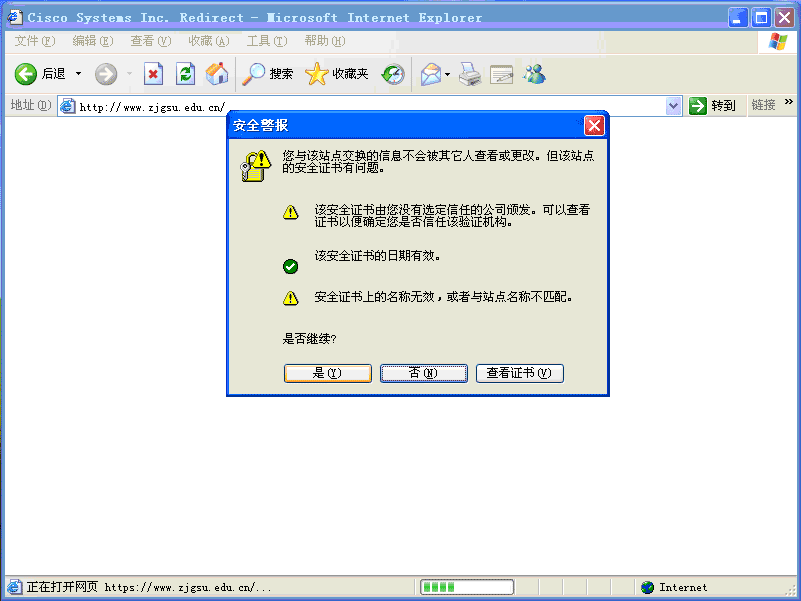 Cisco Systems Inc. Redirect - Microsoft Internet Explorer
文件(F) 编辑(E) 查看(V) 收藏(A) 工具(T) 帮助(H)
后退 搜索 收藏夹
地址(D) http://www.zjgsu.edu.cn/ 转到 链接 »
安全警报
您与该站点交换的信息不会被其它人查看或更改。但该站点
的安全证书有问题。
该安全证书由您没有选定信任的公司颁发。可以查看
证书以便确定您是否信任该验证机构。
该安全证书的日期有效。
安全证书上的名称无效，或者与站点名称不匹配。
是否继续?
是(Y) 否(N) 查看证书(V)
正在打开网页 https://www.zjgsu.edu.cn/... Internet